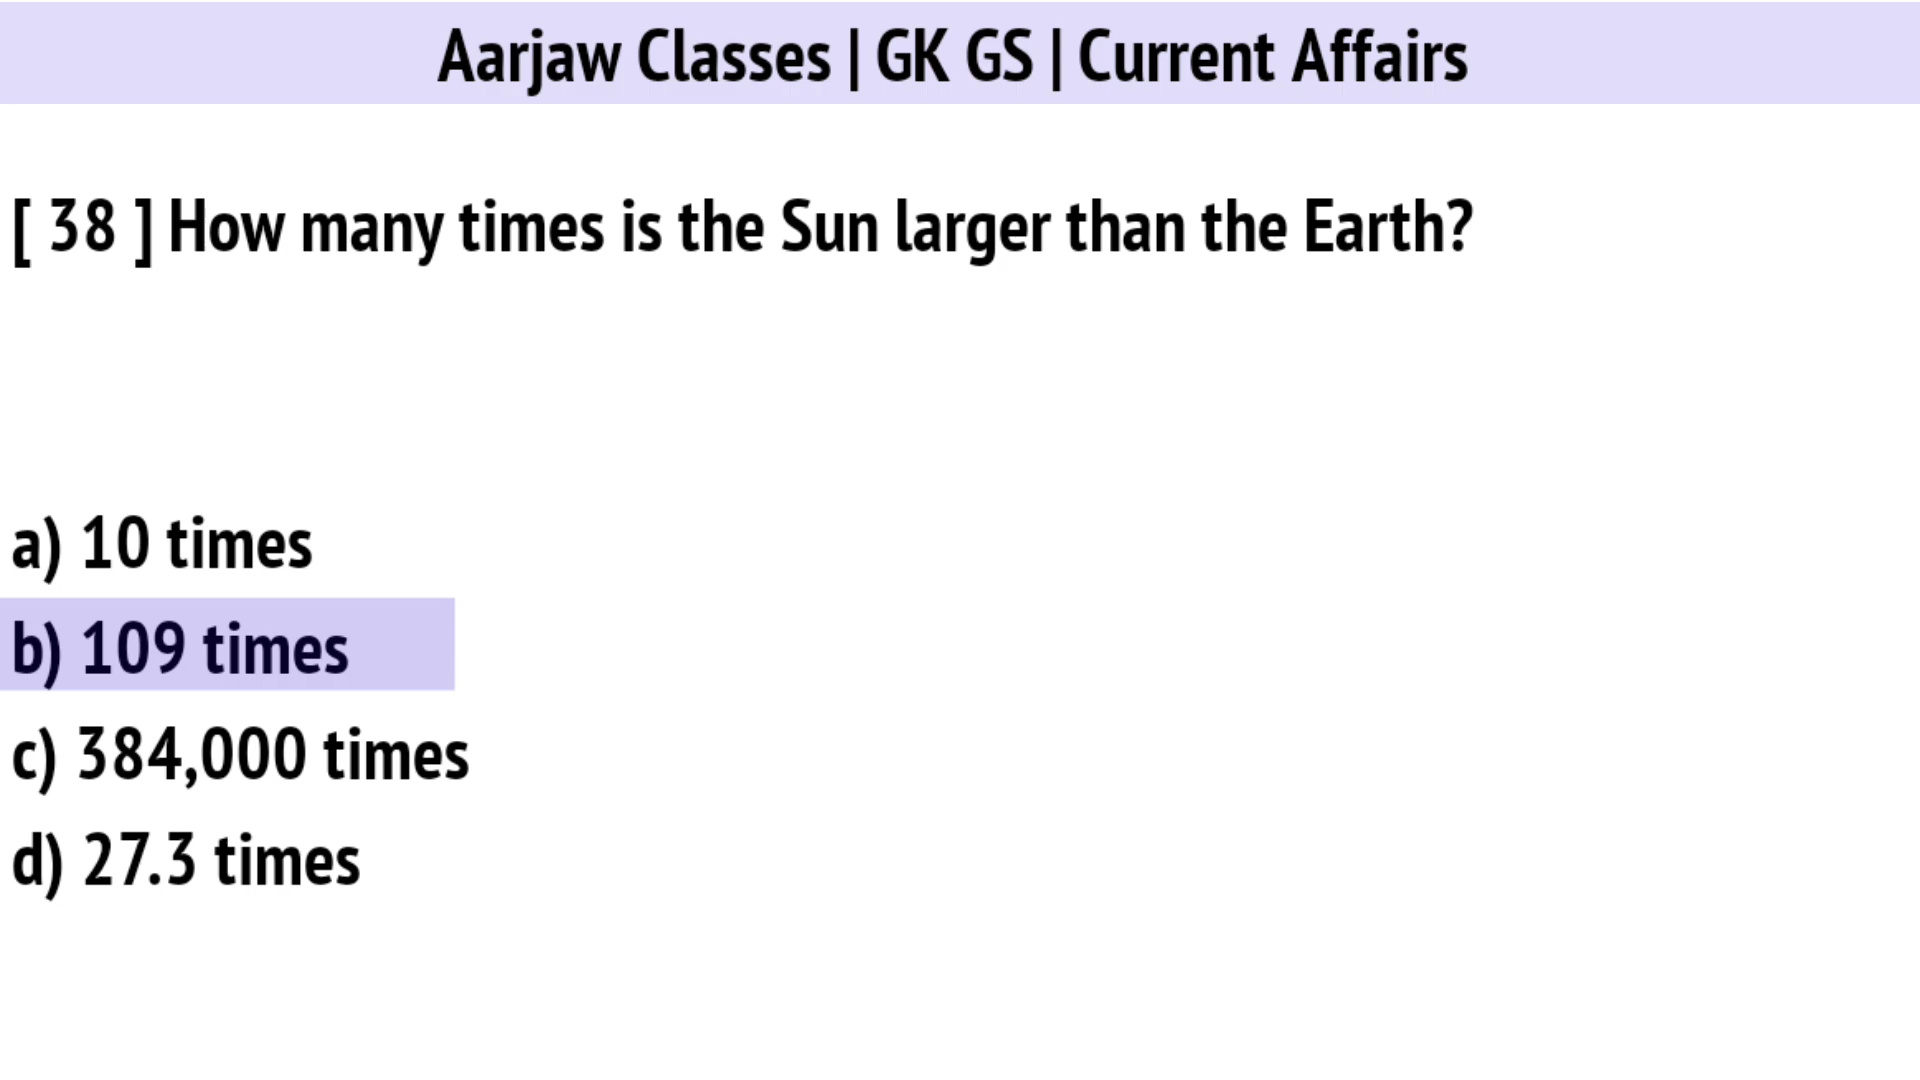 Aarjaw Classes | GK GS | Current Affairs
[ 38 ] How many times is the Sun larger than the Earth?
a) 10 times
b) 109 times
c) 384,000 times
d) 27.3 times